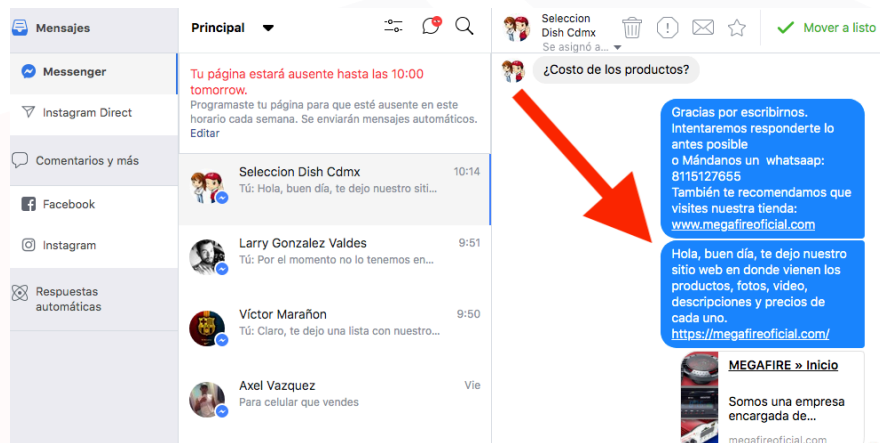 Mensajes
Messenger
Instagram Direct
Comentarios y más
Facebook
Instagram
Respuestas
automáticas
Principal
Tu página estará ausente hasta las 10:00
tomorrow.
Programaste tu página para que esté ausente en este
horario cada semana. Se enviarán mensajes automáticos.
Editar
Seleccion Dish Cdmx 10:14
Tú: Hola, buen día, te dejo nuestro siti...
Larry Gonzalez Valdes 9:51
Tú: Por el momento no lo tenemos en...
Víctor Marañon 9:50
Tú: Claro, te dejo una lista con nuestro...
Axel Vazquez Vie
Para celular que vendes
Seleccion
Dish Cdmx
Se asignó a...
Mover a listo
¿Costo de los productos?
Gracias por escribirnos.
Intentaremos responderte lo
antes posible
o Mándanos un whatsaap:
8115127655
También te recomendamos que
visites nuestra tienda:
www.megafireoficial.com
Hola, buen día, te dejo nuestro
sitio web en donde vienen los
productos, fotos, video,
descripciones y precios de
cada uno.
https://megafireoficial.com/
MEGAFIRE » Inicio
Somos una empresa
encargada de...
megafireoficial.com